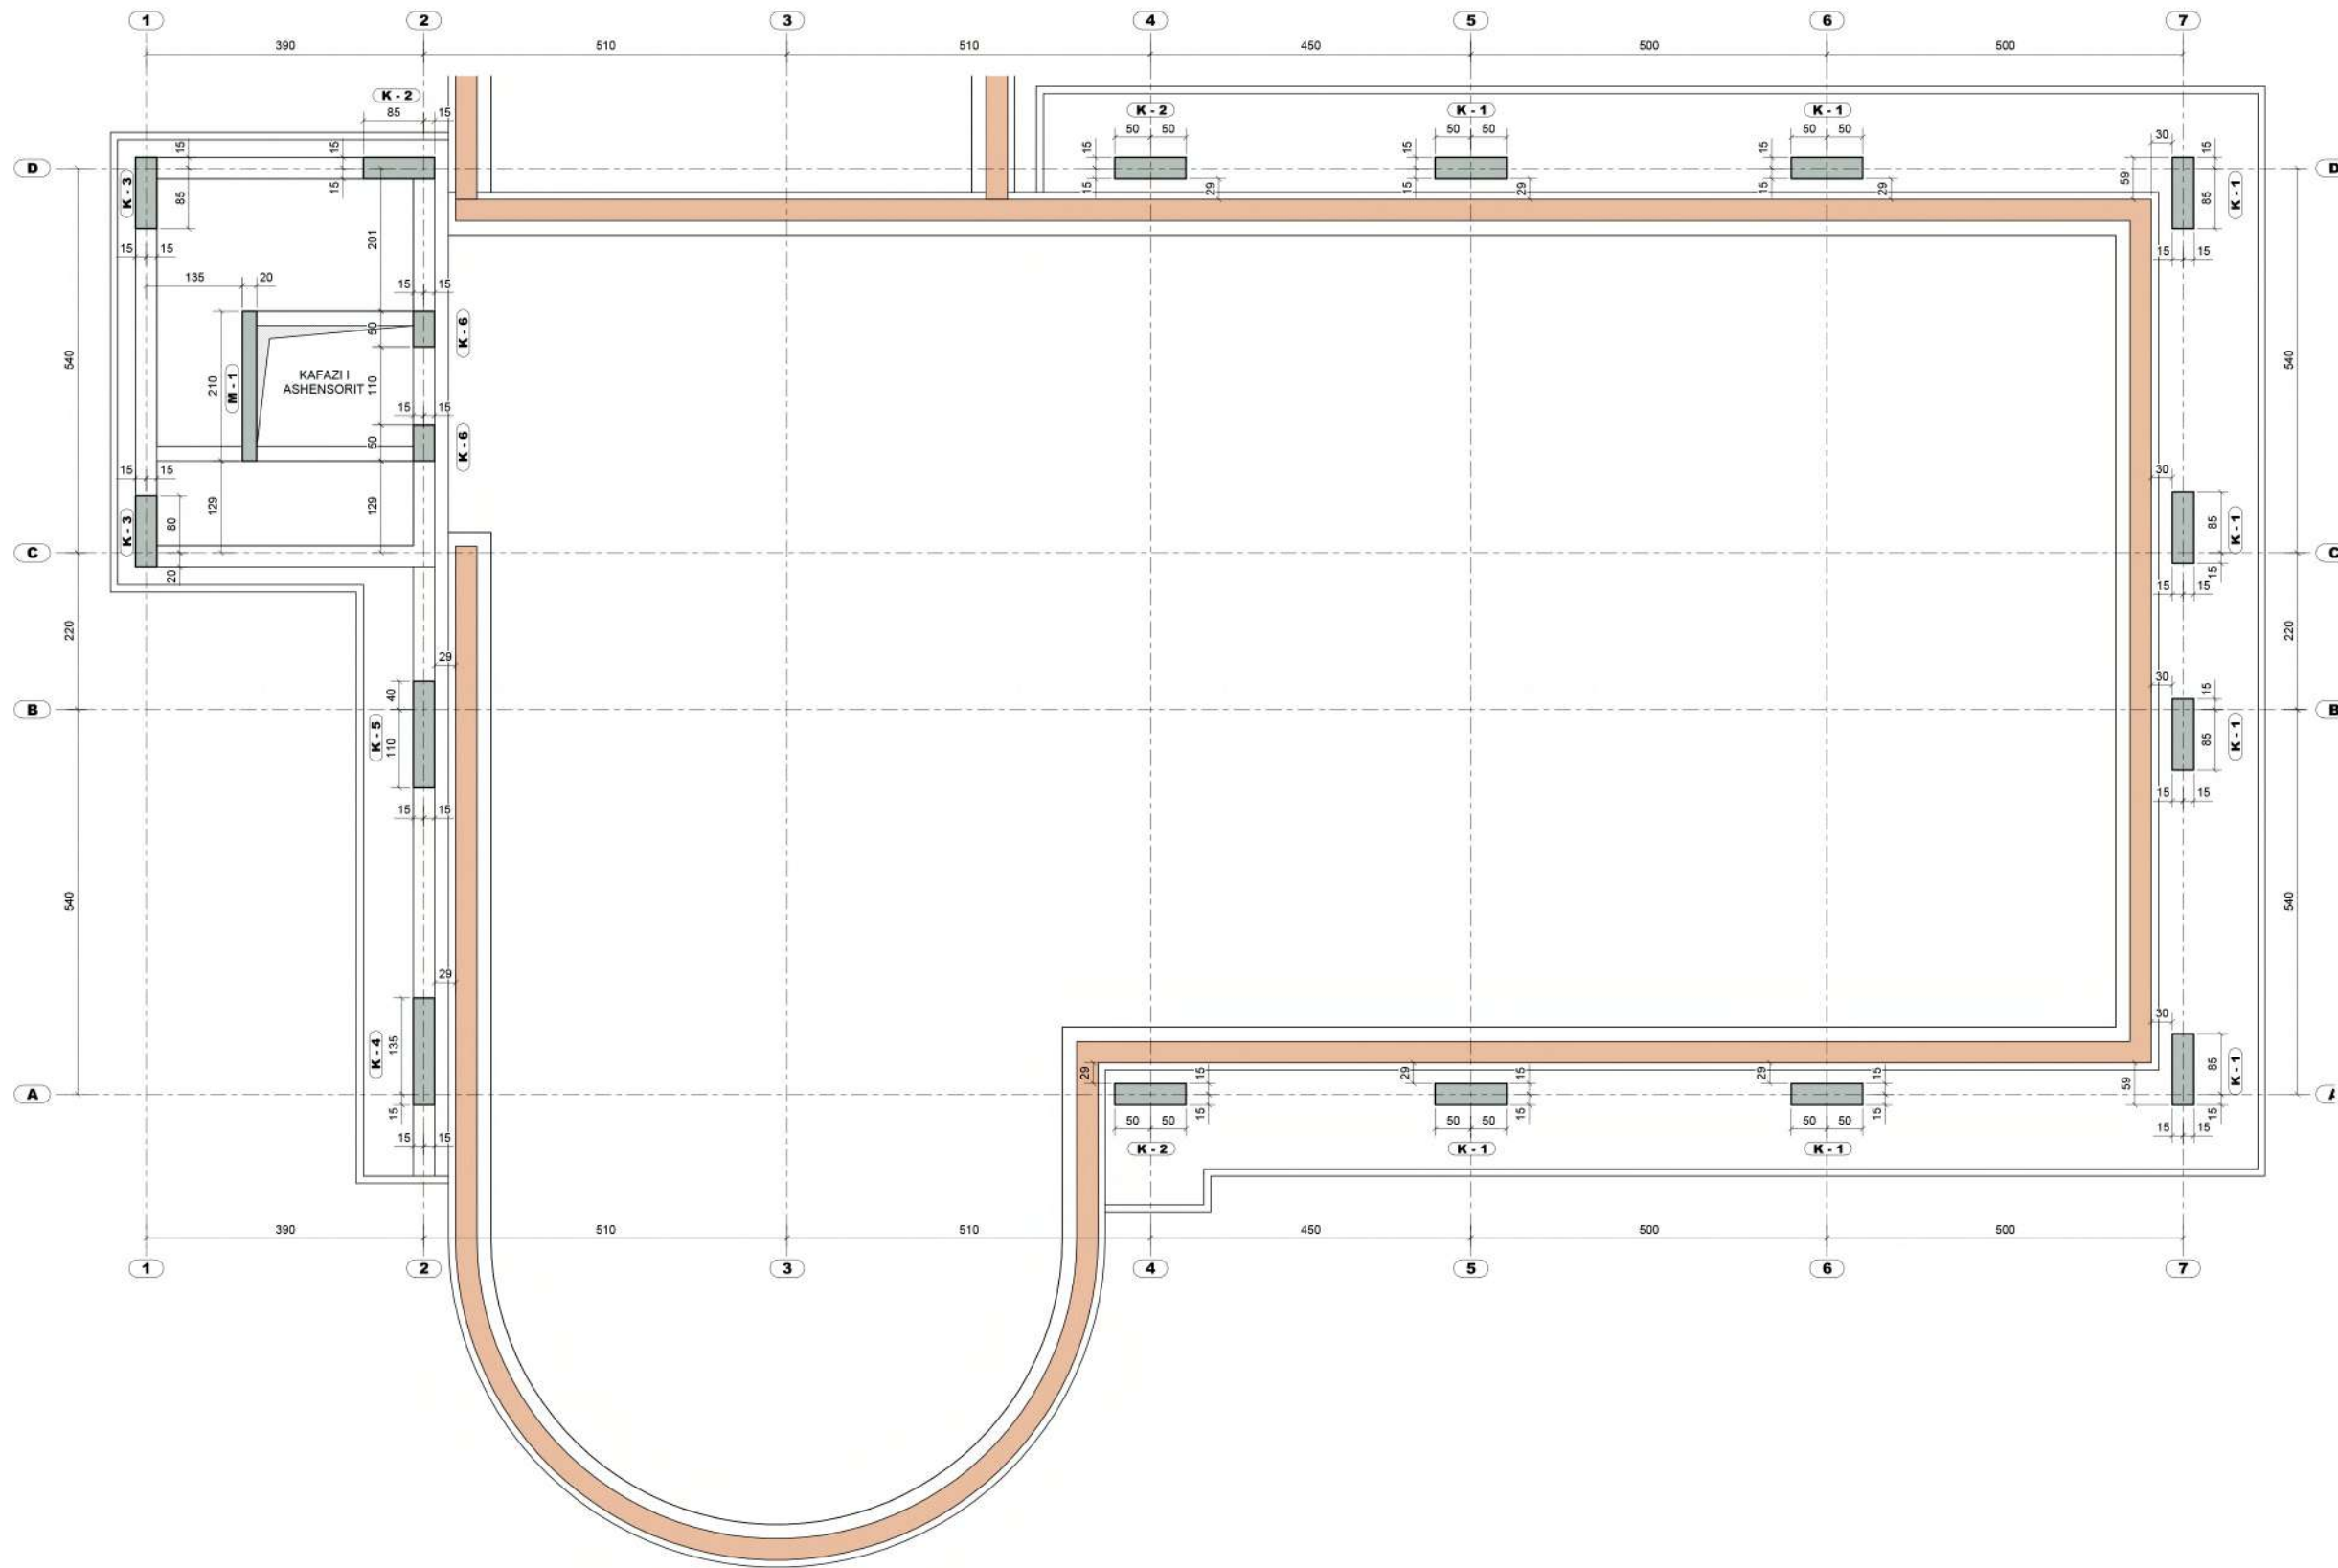 1 2 3 4 5 6 7
390 510 510 450 500 500
K - 2
85 15
K - 2 K - 1 K - 1
50 50 50 50 50 50 30
15 15 15 15 15 15
D D
K - 3 85 15 15 15 15 59 85 K - 1
29 29 29
15 15 201 15 15
135 20 15 15
50 K - 6
540 210 M - 1 KAFAZI I
ASHENSORIT 110 540
15 15
50 K - 6
15 15 30
K - 3 80 129 129 85 K - 1
C C
20 15
15 15
220 220
29 30
40 15
B B
K - 5 110 85 K - 1
15 15 15 15
540 540
29 30
K - 4 135 29 15 29 15 29 15 59 85 K - 1
A
15 15 15 15 15
50 50 50 50 50 50
15 15 15 15
K - 2 K - 1 K - 1
390 510 510 450 500 500
1 2 3 4 5 6 7